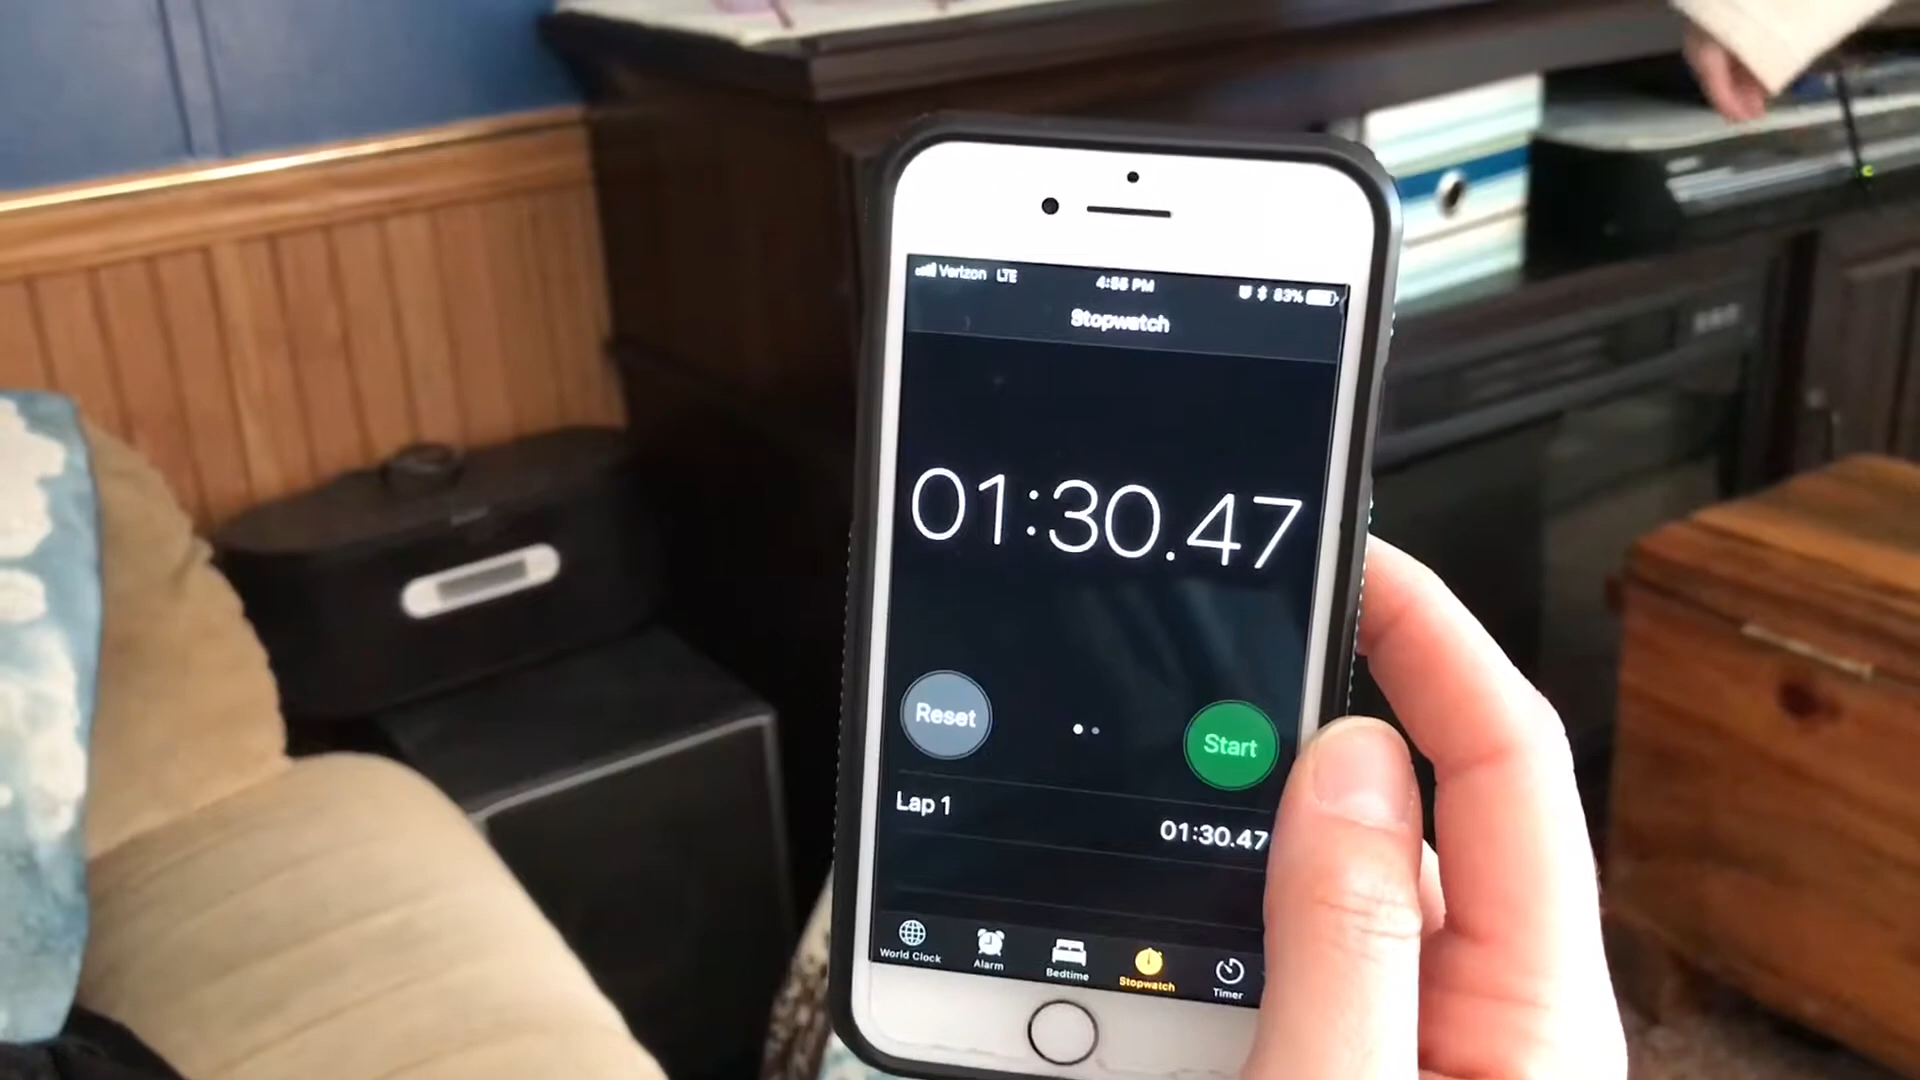 Verizon LTE 4:55 PM 83%
Stopwatch
01:30.47
Reset Start
Lap 1 01:30.47
World Clock Alarm Bedtime Stopwatch Timer